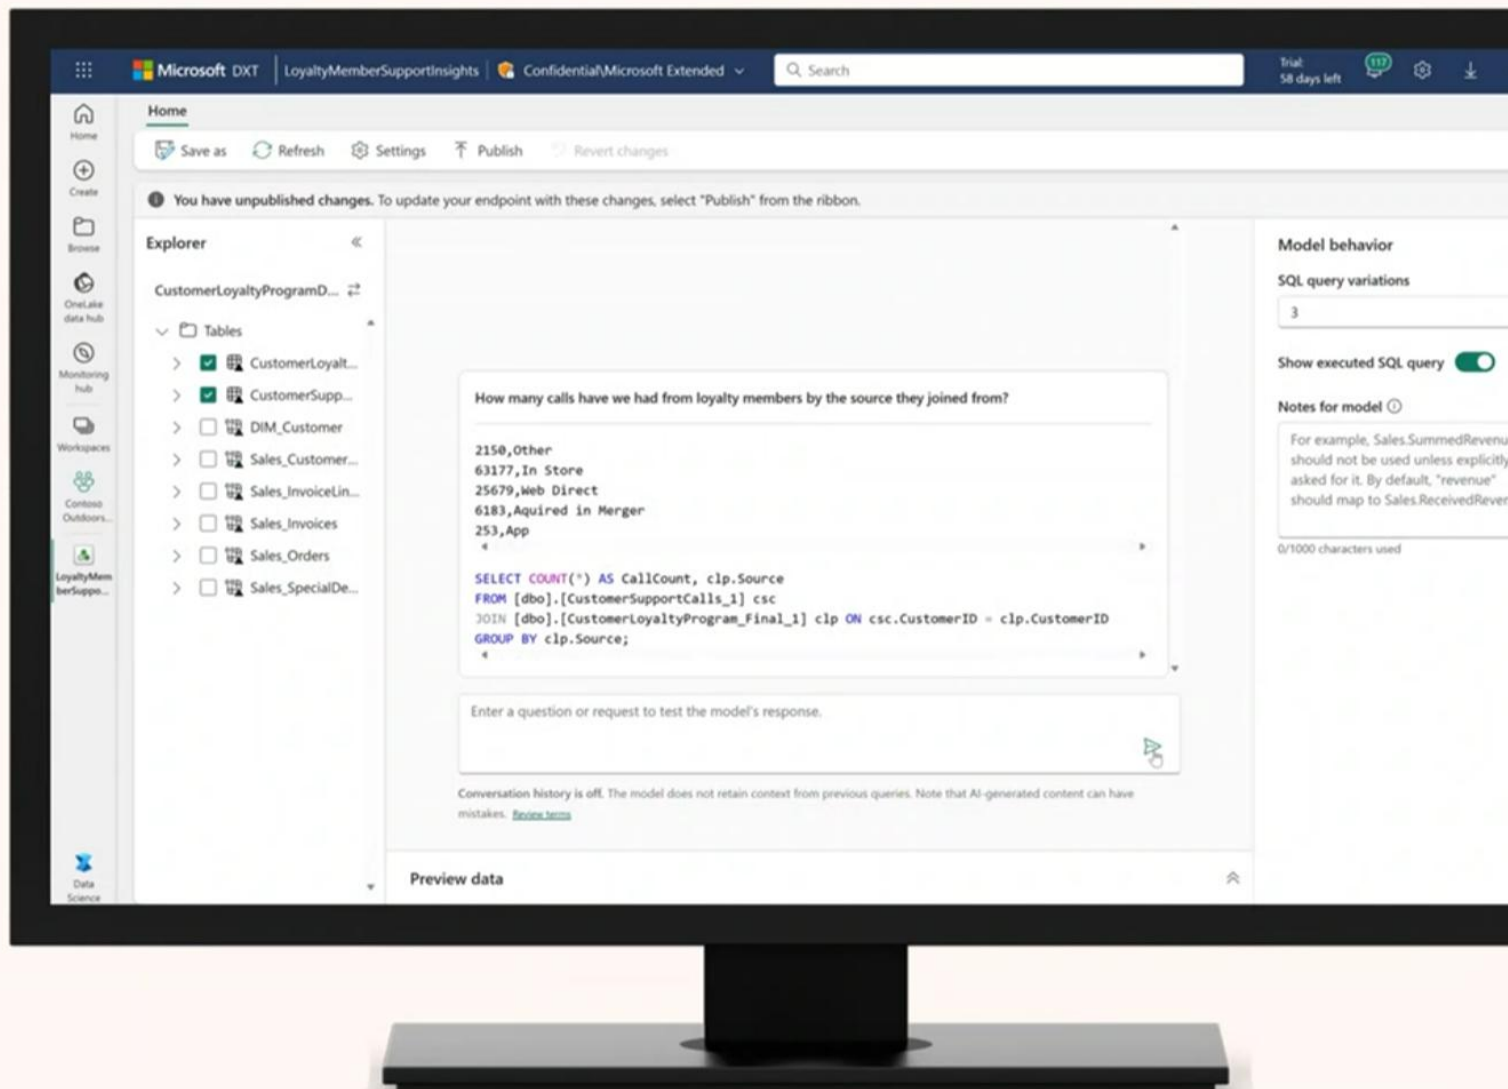 Microsoft DXT
LoyaltyMemberSupportInsights
Confidential\Microsoft Extended
Search
Trial:
58 days left
117
Home
Create
Browse
OneLake
data hub
Monitoring
hub
Workspaces
Contoso
Outdoors...
LoyaltyMem
berSuppo...
Data
Science
Home
Save as
Refresh
Settings
Publish
Revert changes
You have unpublished changes. To update your endpoint with these changes, select "Publish" from the ribbon.
Explorer
CustomerLoyaltyProgramD...
Tables
CustomerLoyalt...
CustomerSupp...
DIM_Customer
Sales_Customer...
Sales_InvoiceLin...
Sales_Invoices
Sales_Orders
Sales_SpecialDe...
How many calls have we had from loyalty members by the source they joined from?
2150,Other
63177,In Store
25679,Web Direct
6183,Aquired in Merger
253,App
SELECT COUNT(*) AS CallCount, clp.Source
FROM [dbo].[CustomerSupportCalls_1] csc
JOIN [dbo].[CustomerLoyaltyProgram_Final_1] clp ON csc.CustomerID = clp.CustomerID
GROUP BY clp.Source;
Enter a question or request to test the model's response.
Conversation history is off. The model does not retain context from previous queries. Note that AI-generated content can have
mistakes. Review terms
Preview data
Model behavior
SQL query variations
3
Show executed SQL query
Notes for model
For example, Sales.SummedRevenu
should not be used unless explicitly
asked for it. By default, "revenue"
should map to Sales.ReceivedRever
0/1000 characters used